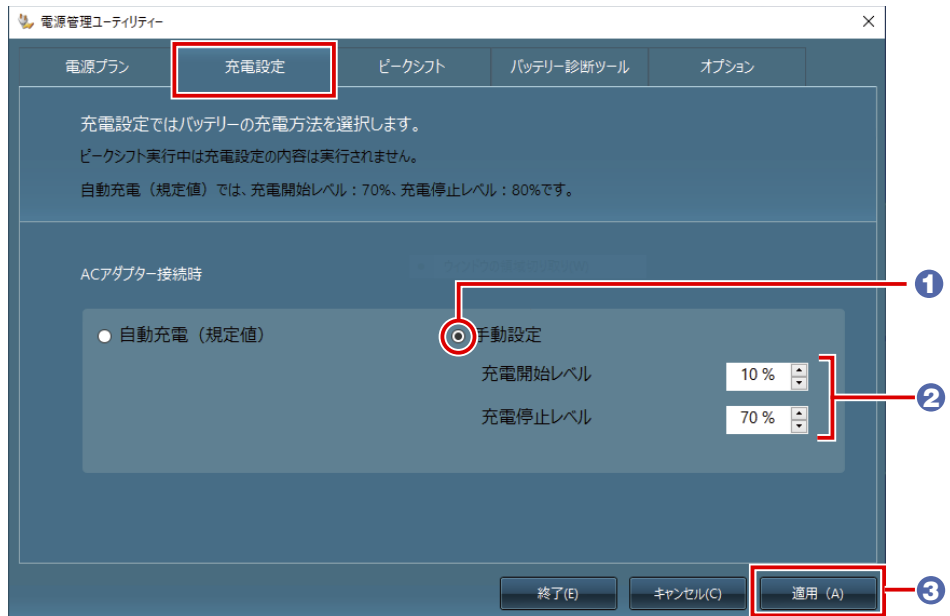 電源管理ユーティリティー
電源プラン
充電設定
ピークシフト
バッテリー診断ツール
オプション
充電設定ではバッテリーの充電方法を選択します。
ピークシフト実行中は充電設定の内容は実行されません。
自動充電（規定値）では、充電開始レベル：70%、充電停止レベル：80%です。
ACアダプター接続時
1
自動充電（規定値）
手動設定
充電開始レベル 10 %
2
充電停止レベル 70 %
終了(E)
キャンセル(C)
適用（A)
3